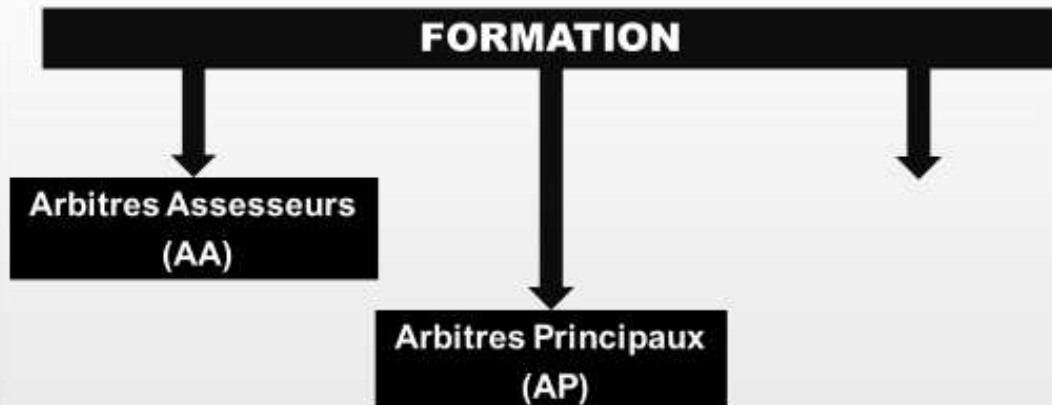 FORMATION
Arbitres Assesseurs
(AA)
Arbitres Principaux
(AP)